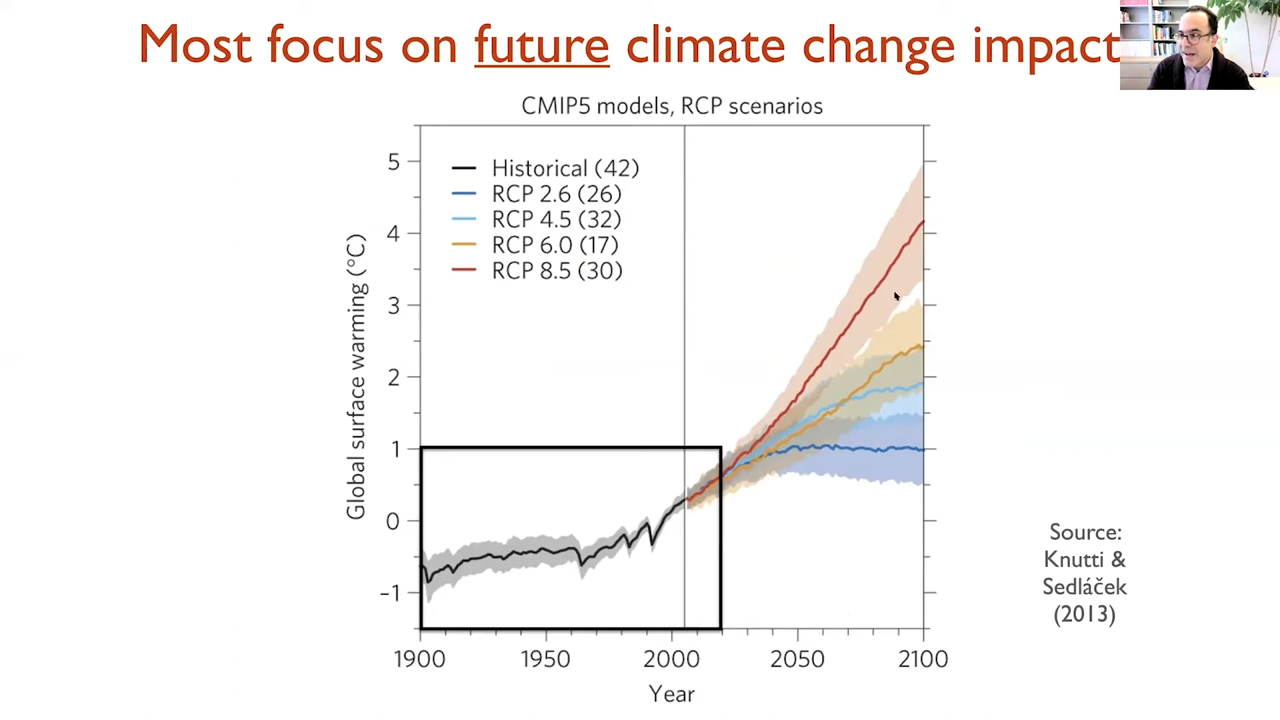 Most focus on future climate change impact
CMIP5 models, RCP scenarios
Historical (42)
RCP 2.6 (26)
RCP 4.5 (32)
RCP 6.0 (17)
RCP 8.5 (30)
Global surface warming (°C)
5
4
3
2
1
0
–1
1900
1950
2000
2050
2100
Year
Source:
Knutti &
Sedláček
(2013)